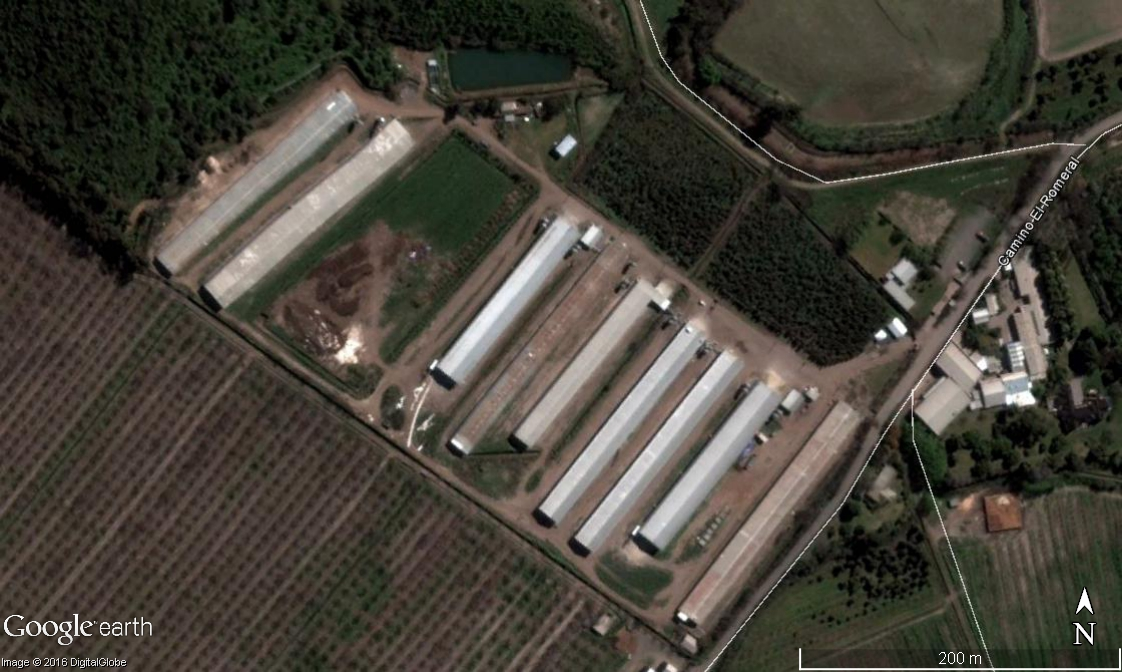 Camino-El-Romeral
Google earth
N
Image © 2016 DigitalGlobe
200 m